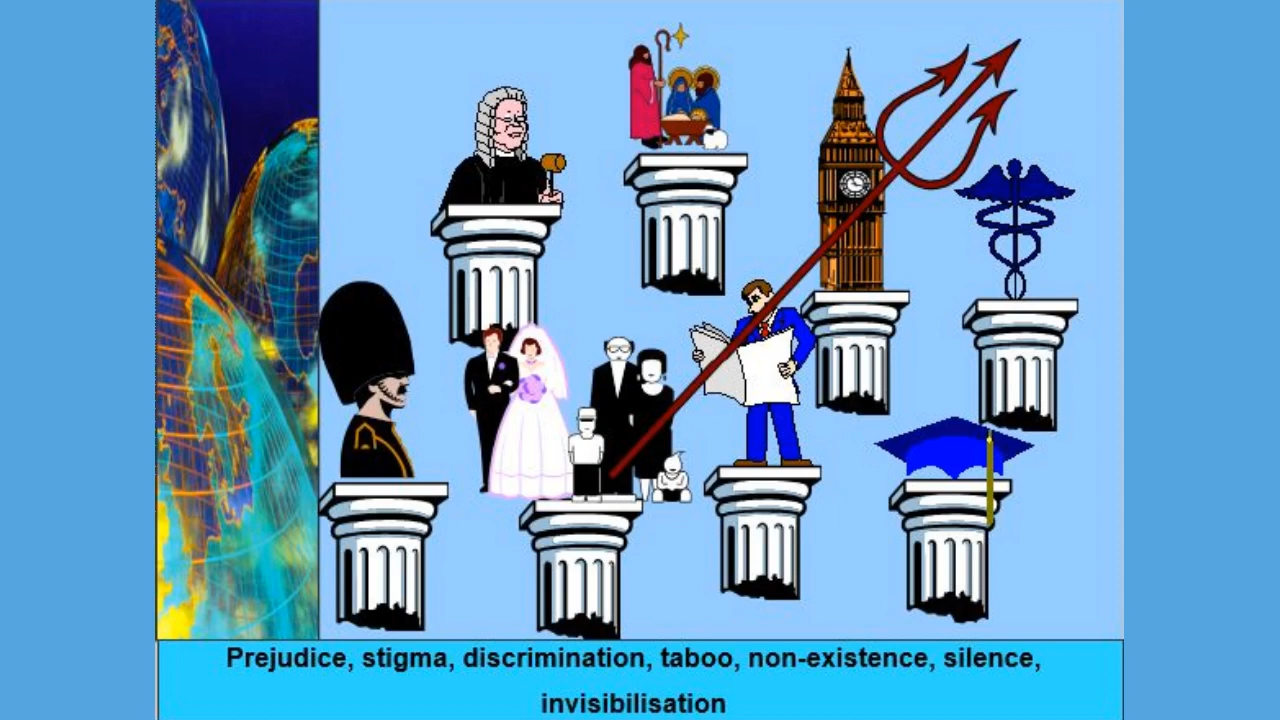 Prejudice, stigma, discrimination, taboo, non-existence, silence,
invisibilisation